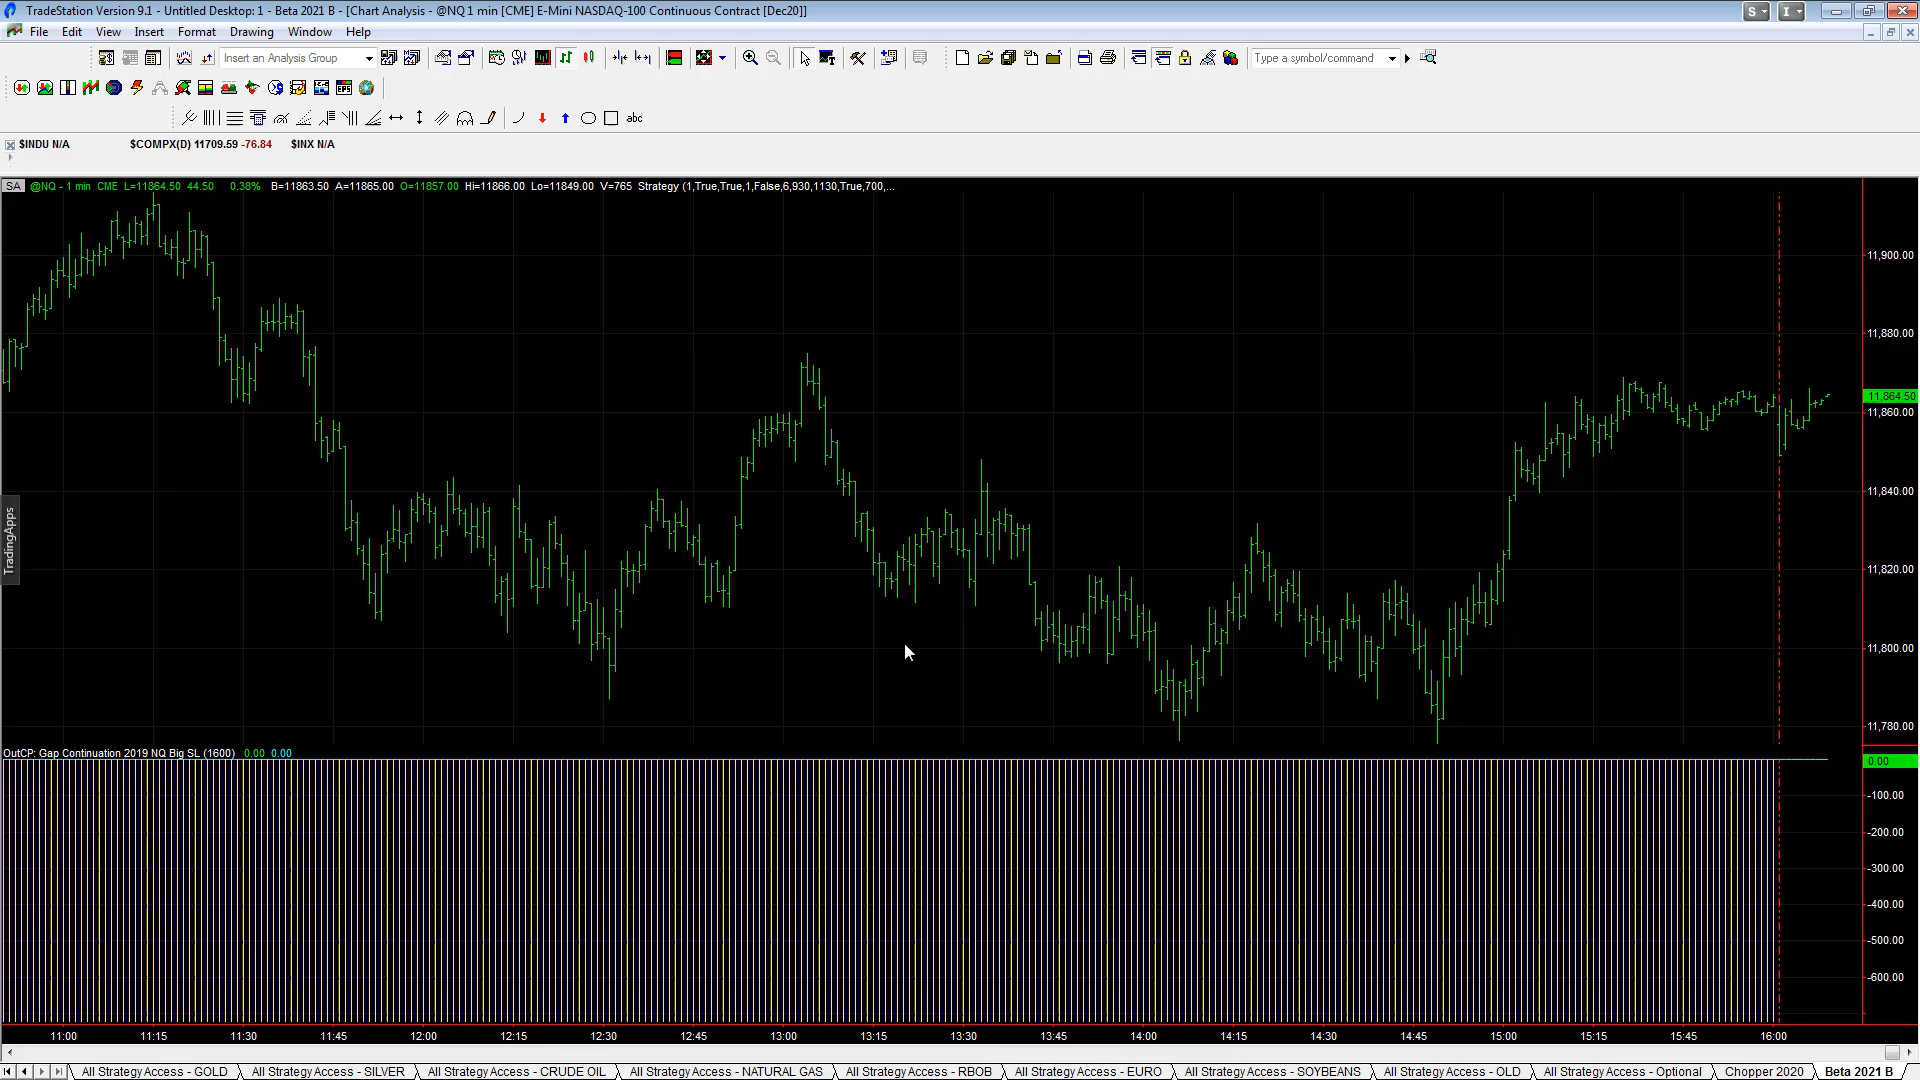 TradeStation Version 9.1 - Untitled Desktop: 1 - Beta 2021 B - [Chart Analysis - @NQ 1 min [CME] E-Mini NASDAQ-100 Continuous Contract [Dec20]]
S I
File Edit View Insert Format Drawing Window Help
Insert an Analysis Group
Type a symbol/command
EPS
abc
$INDU N/A $COMPX(D) 11709.59 -76.84 $INX N/A
SA @NQ - 1 min CME L=11864.50 44.50 0.38% B=11863.50 A=11865.00 O=11857.00 Hi=11866.00 Lo=11849.00 V=765 Strategy (1,True,True,1,False,6,930,1130,True,700,...
11,900.00
11,880.00
11,864.50
11,860.00
11,840.00
11,820.00
11,800.00
11,780.00
TradingApps
OutCP: Gap Continuation 2019 NQ Big SL (1600) 0.00 0.00
0.00
-100.00
-200.00
-300.00
-400.00
-500.00
-600.00
11:00 11:15 11:30 11:45 12:00 12:15 12:30 12:45 13:00 13:15 13:30 13:45 14:00 14:15 14:30 14:45 15:00 15:15 15:45 16:00
All Strategy Access - GOLD All Strategy Access - SILVER All Strategy Access - CRUDE OIL All Strategy Access - NATURAL GAS All Strategy Access - RBOB All Strategy Access - EURO All Strategy Access - SOYBEANS All Strategy Access - OLD All Strategy Access - Optional Chopper 2020 Beta 2021 B